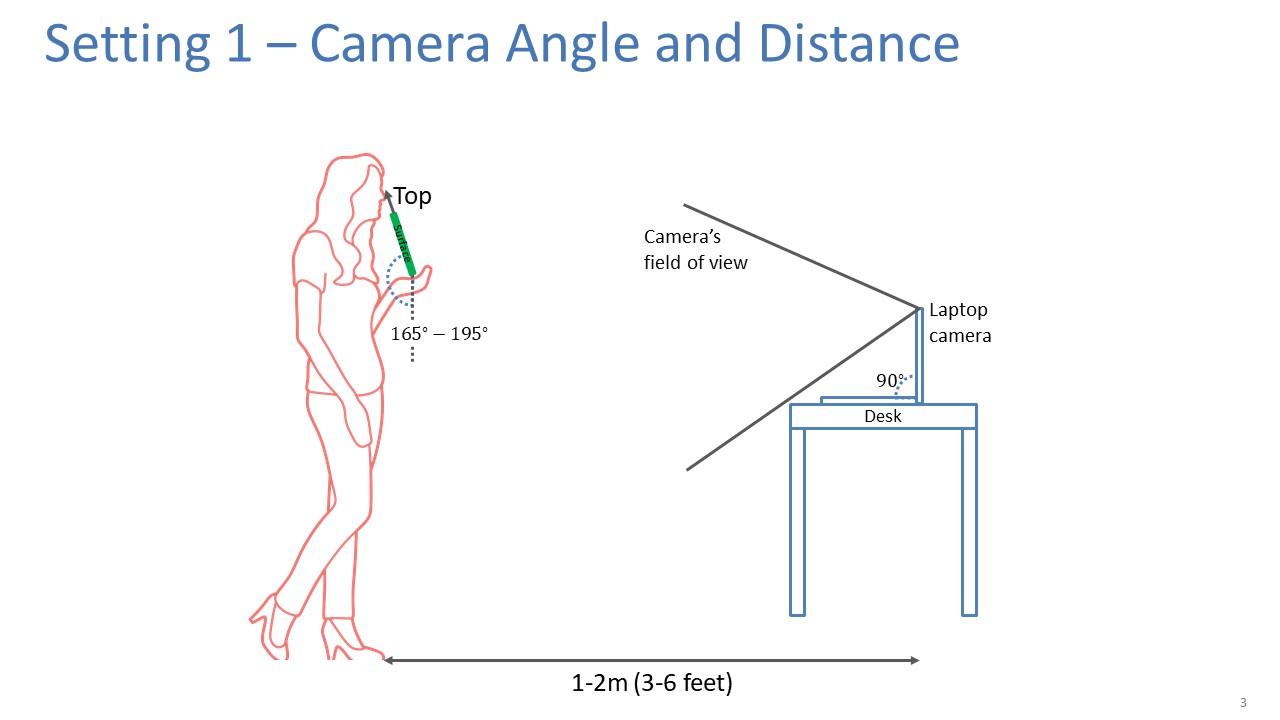 Setting 1 – Camera Angle and Distance
Top
Surface
165° − 195°
Camera’s
field of view
Laptop
camera
90°
Desk
1-2m (3-6 feet)
3